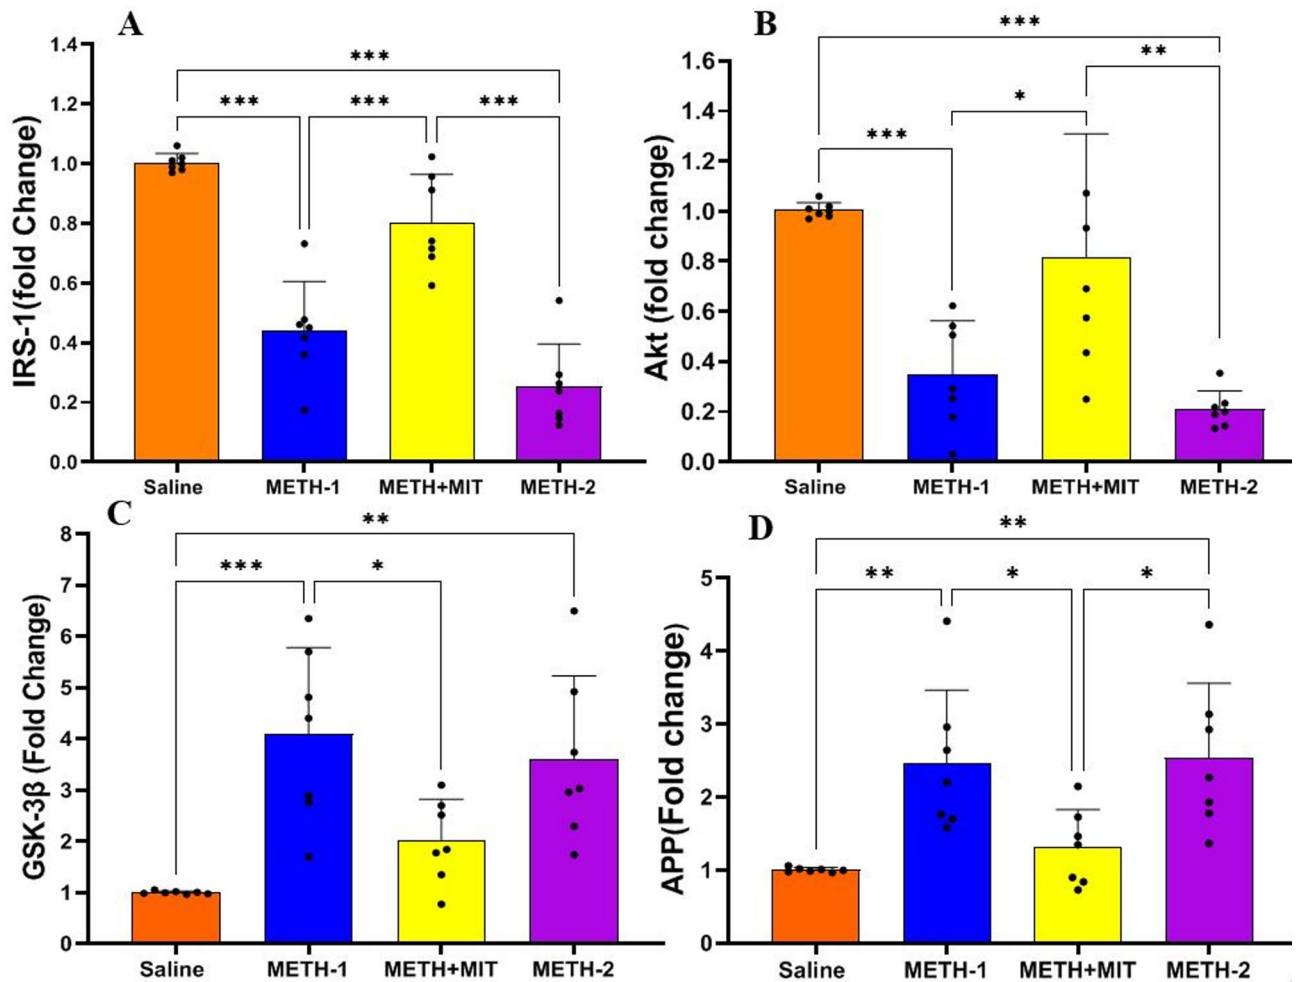 A
IRS-1(fold Change)
1.4
1.2
1.0
0.8
0.6
0.4
0.2
0.0
***
***
***
***
Saline
METH-1
METH+MIT
METH-2
B
Akt (fold change)
1.6
1.4
1.2
1.0
0.8
0.6
0.4
0.2
0.0
***
**
*
***
Saline
METH-1
METH+MIT
METH-2
C
GSK-3β (Fold Change)
8
7
6
5
4
3
2
1
0
**
***
*
Saline
METH-1
METH+MIT
METH-2
D
APP(Fold change)
5
4
3
2
1
0
**
**
*
*
Saline
METH-1
METH+MIT
METH-2